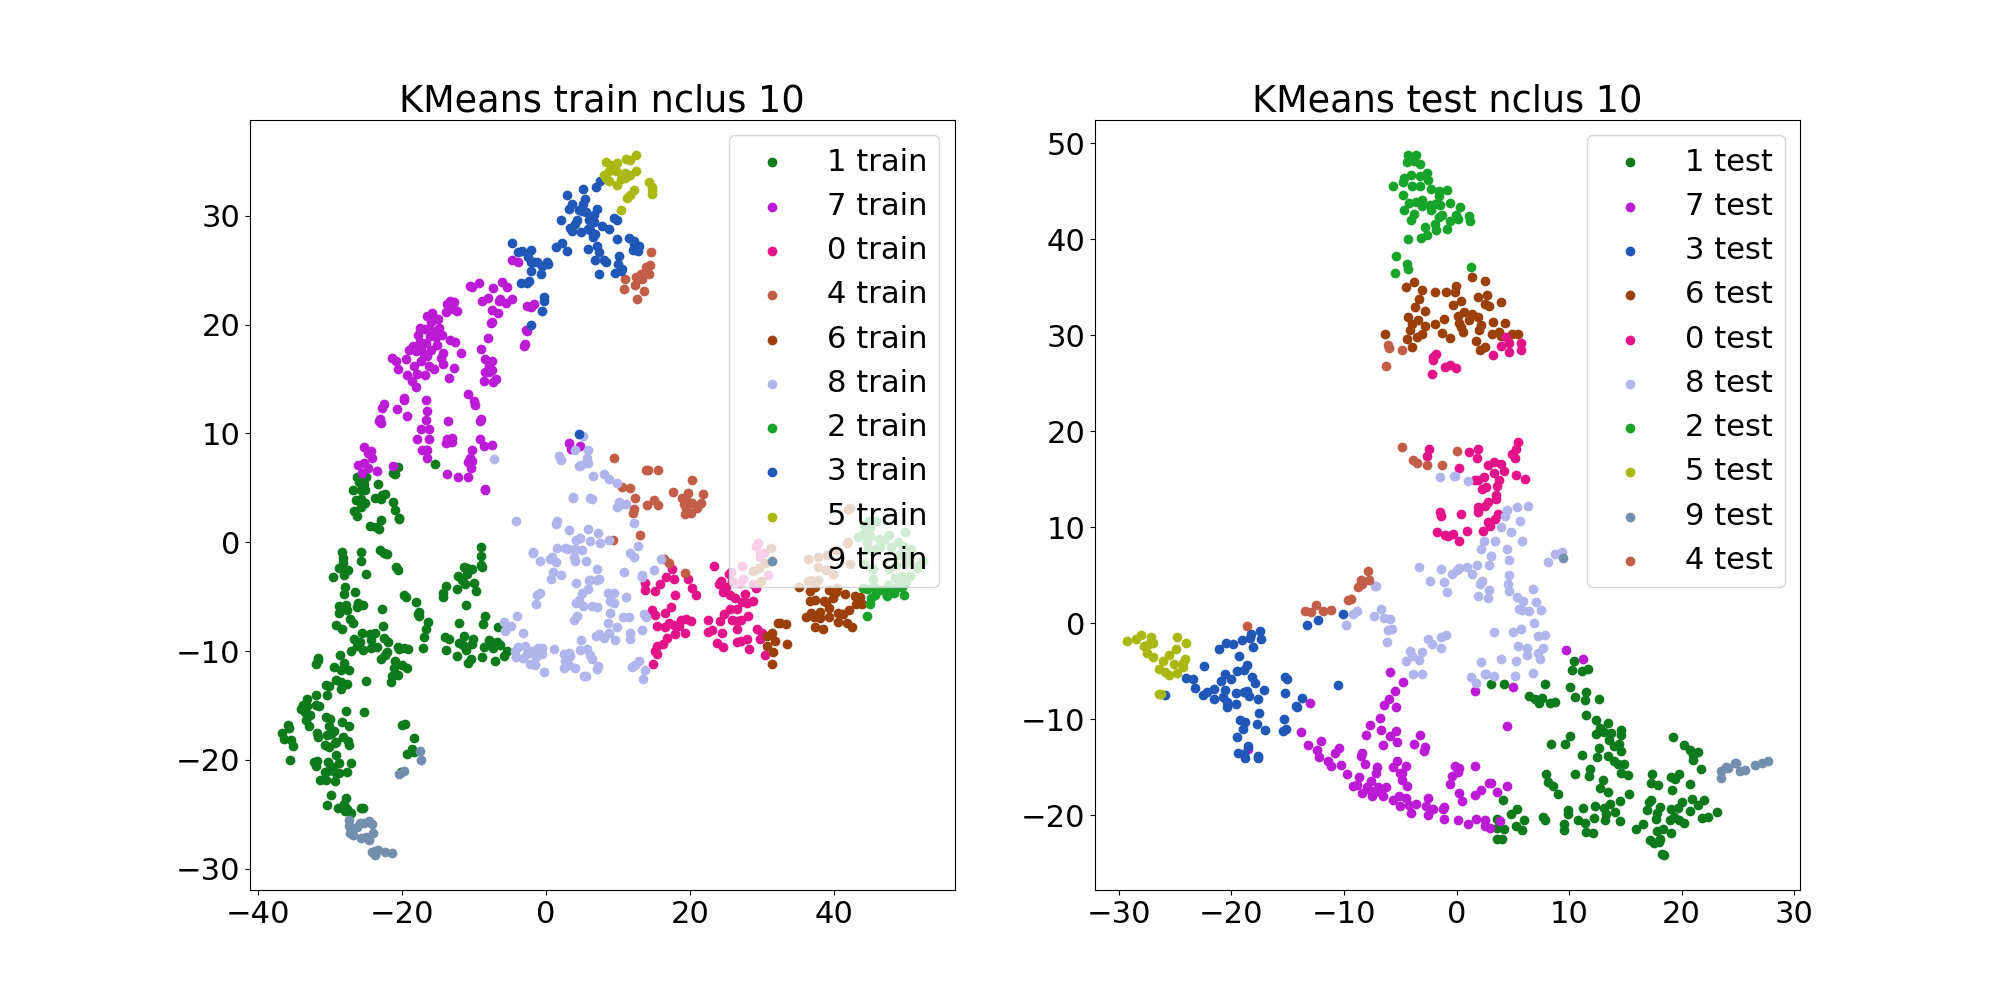 KMeans train nclus 10
30
20
10
0
−10
−20
−30
−40
−20
0
20
40
1 train
7 train
0 train
4 train
6 train
8 train
2 train
3 train
5 train
9 train
KMeans test nclus 10
50
40
30
20
10
0
−10
−20
−30
−20
−10
0
10
20
30
1 test
7 test
3 test
6 test
0 test
8 test
2 test
5 test
9 test
4 test